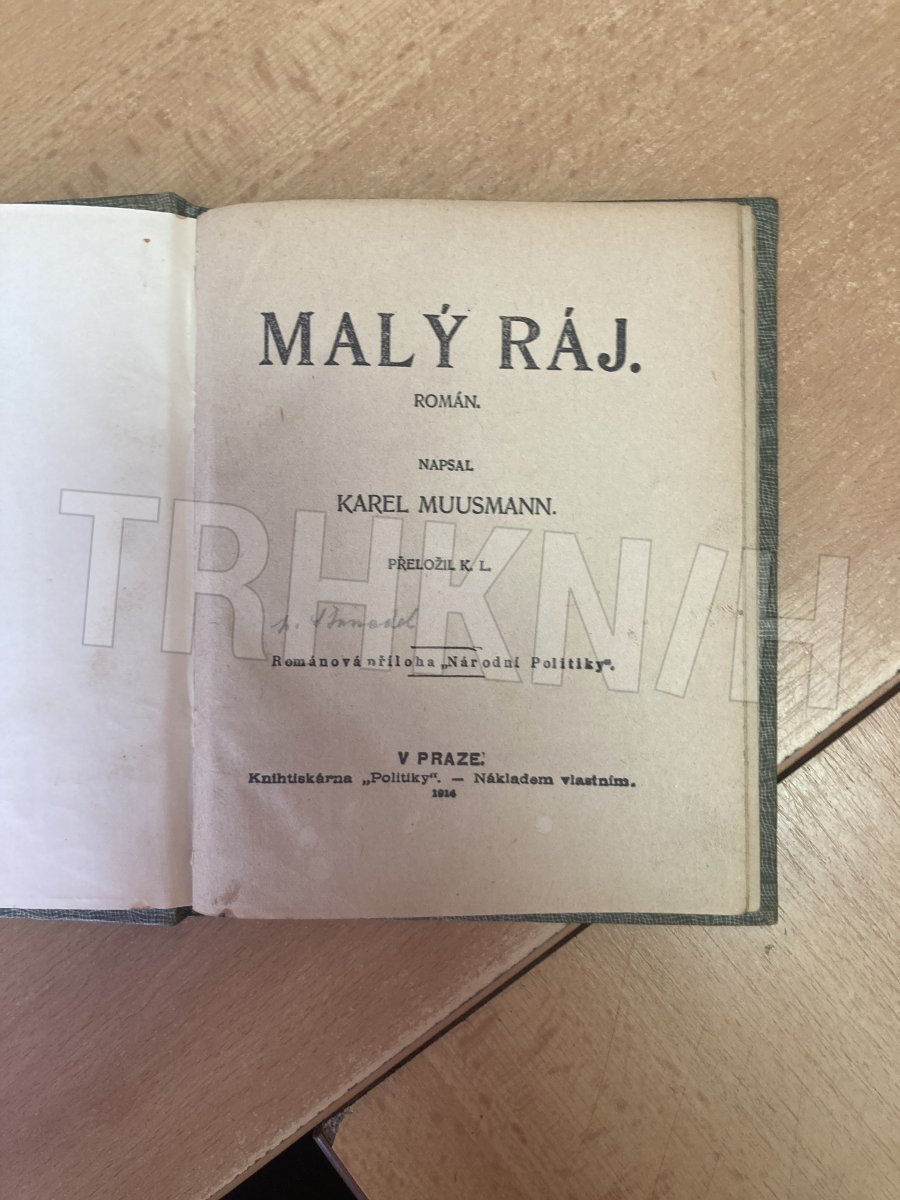 MALÝ RÁJ.
ROMÁN.
NAPSAL
KAREL MUUSMANN.
PŘELOŽIL K. L.
Románová příloha „Národní Politiky“.
V PRAZE.
Knihtiskárna „Politiky“. — Nákladem vlastním.
1914
TRHKNIH